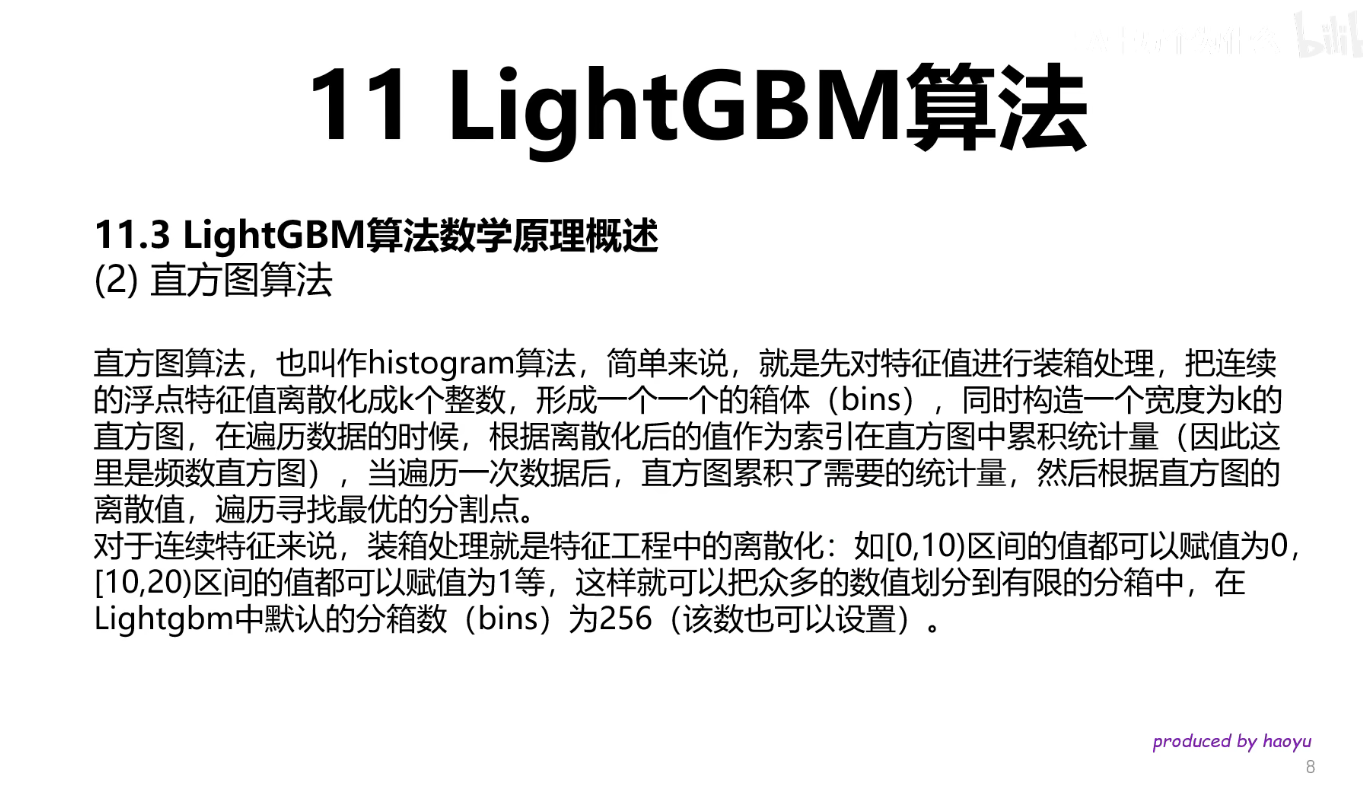 11 LightGBM算法
11.3 LightGBM算法数学原理概述
(2) 直方图算法
直方图算法，也叫作histogram算法，简单来说，就是先对特征值进行装箱处理，把连续
的浮点特征值离散化成k个整数，形成一个一个的箱体（bins），同时构造一个宽度为k的
直方图，在遍历数据的时候，根据离散化后的值作为索引在直方图中累积统计量（因此这
里是频数直方图），当遍历一次数据后，直方图累积了需要的统计量，然后根据直方图的
离散值，遍历寻找最优的分割点。
对于连续特征来说，装箱处理就是特征工程中的离散化：如[0,10)区间的值都可以赋值为0，
[10,20)区间的值都可以赋值为1等，这样就可以把众多的数值划分到有限的分箱中，在
Lightgbm中默认的分箱数（bins）为256（该数也可以设置）。
produced by haoyu
8